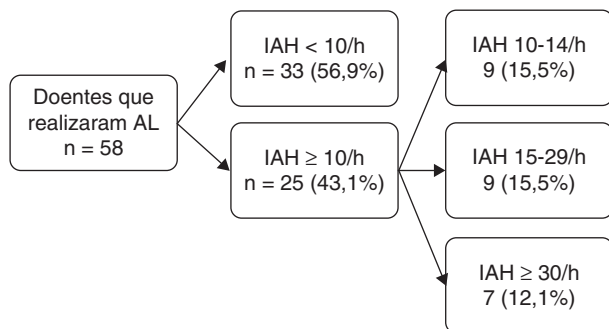 Doentes que
realizaram AL
n = 58
IAH < 10/h
n = 33 (56,9%)
IAH ≥ 10/h
n = 25 (43,1%)
IAH 10-14/h
9 (15,5%)
IAH 15-29/h
9 (15,5%)
IAH ≥ 30/h
7 (12,1%)